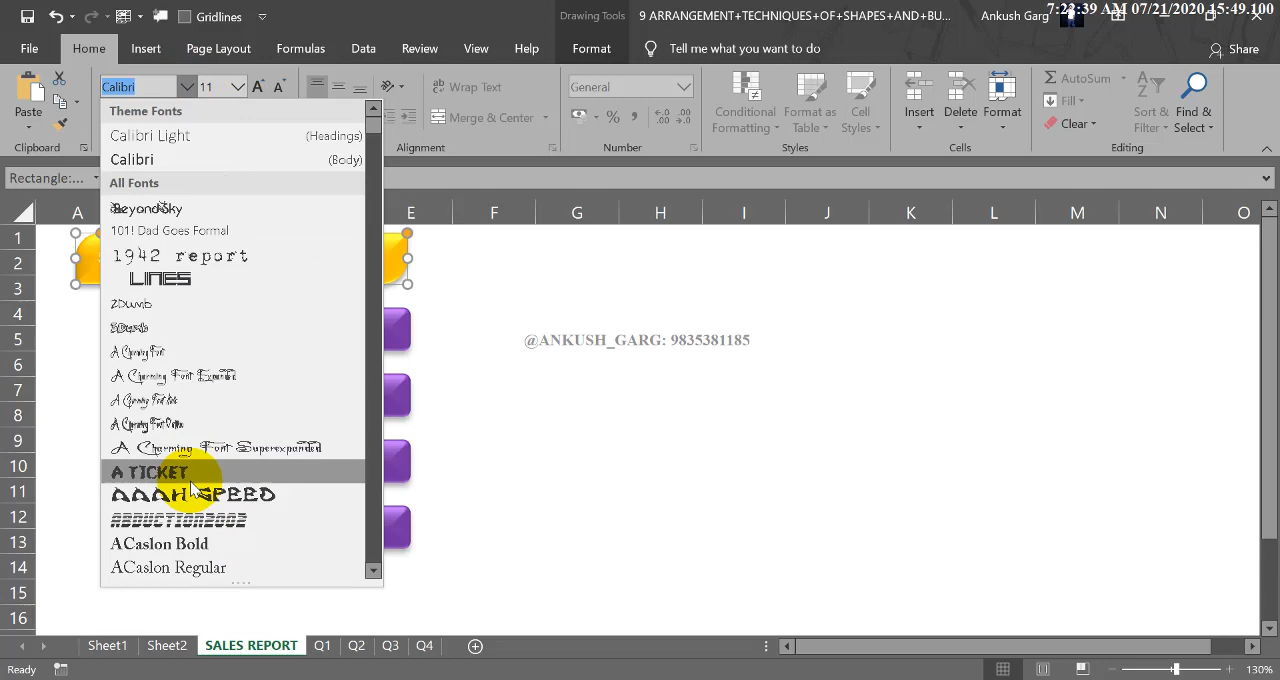 Gridlines
Drawing Tools
9 ARRANGEMENT+TECHNIQUES+OF+SHAPES+AND+BU...
Ankush Garg
7:22:39 AM 07/21/2020 15:49.100
File Home Insert Page Layout Formulas Data Review View Help Format Tell me what you want to do Share
Calibri 11
Wrap Text
General
Paste
Merge & Center
Conditional Formatting
Format as Table
Cell Styles
Insert Delete Format
AutoSum
Fill
Clear
Sort & Filter
Find & Select
Clipboard Alignment Number Styles Cells Editing
Rectangle:...
Theme Fonts
Calibri Light (Headings)
Calibri (Body)
All Fonts
BeyondSky
101! Dad Goes Formal
1942 report
LINES
2Dumb
3Dumb
A Charming Font
A Charming Font Expanded
A Charming Font Superexpanded
A TICKET
AAAH SPEED
ABDUCTION2002
ACaslon Bold
ACaslon Regular
A E F G H I J K L M N O
1
2
3
4
5
6
7
8
9
10
11
12
13
14
15
16
@ANKUSH_GARG: 9835381185
Sheet1 Sheet2 SALES REPORT Q1 Q2 Q3 Q4
Ready
130%